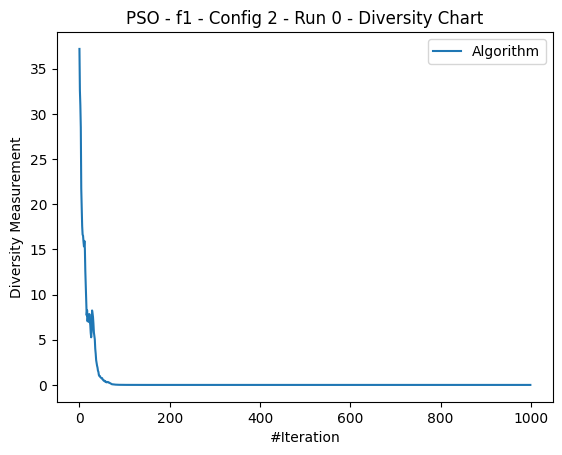 PSO - f1 - Config 2 - Run 0 - Diversity Chart
Algorithm
Diversity Measurement
35
30
25
20
15
10
5
0
0 200 400 600 800 1000
#Iteration